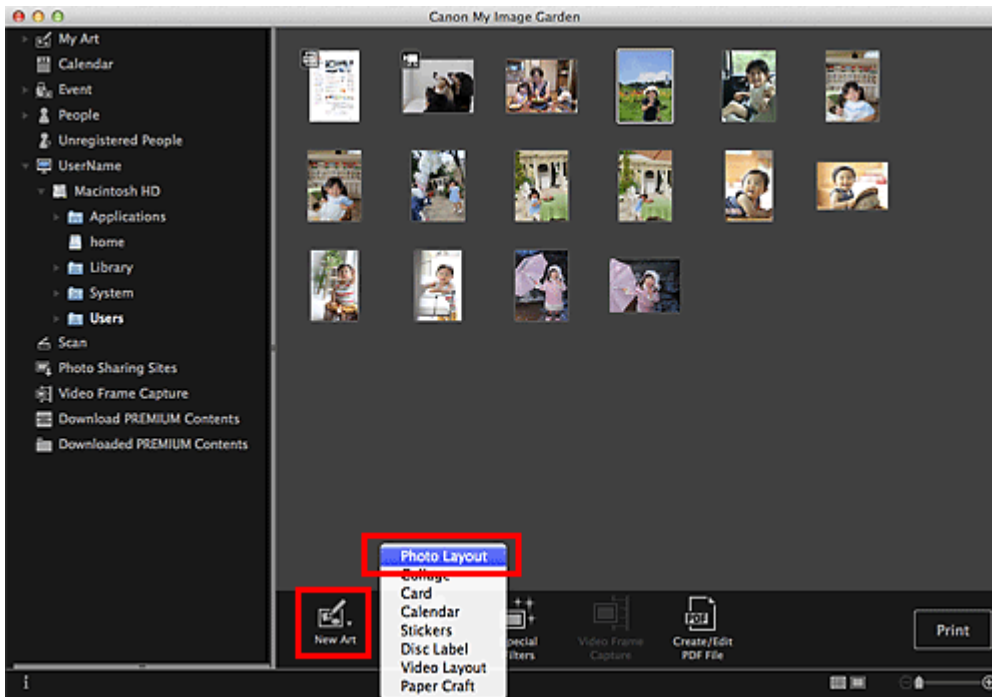 Canon My Image Garden
My Art
Calendar
Event
People
Unregistered People
UserName
Macintosh HD
Applications
home
Library
System
Users
Scan
Photo Sharing Sites
Video Frame Capture
Download PREMIUM Contents
Downloaded PREMIUM Contents
Photo Layout
Collage
Card
Calendar
Stickers
Disc Label
Video Layout
Paper Craft
New Art
Video Frame
Capture
PDF
Create/Edit
PDF File
Print